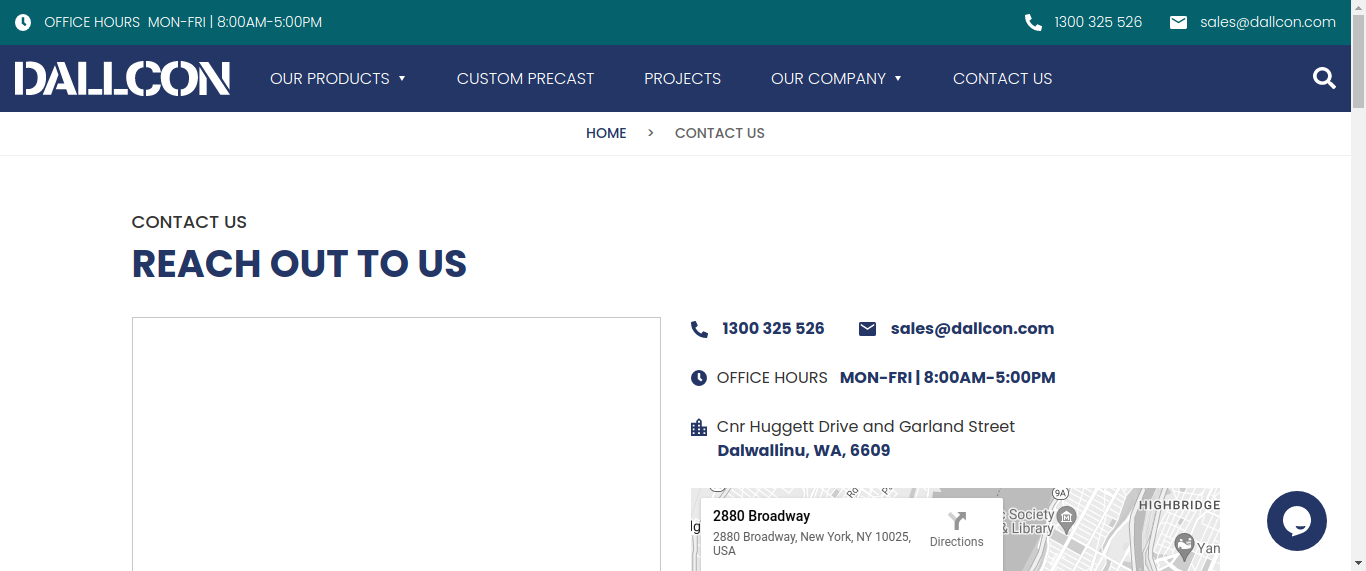 OFFICE HOURS MON-FRI | 8:00AM-5:00PM
1300 325 526
sales@dallcon.com
DALLCON
OUR PRODUCTS
CUSTOM PRECAST
PROJECTS
OUR COMPANY
CONTACT US
HOME > CONTACT US
CONTACT US
REACH OUT TO US
1300 325 526
sales@dallcon.com
OFFICE HOURS MON-FRI | 8:00AM-5:00PM
Cnr Huggett Drive and Garland Street
Dalwallinu, WA, 6609
9A
HIGHBRIDGE
2880 Broadway
2880 Broadway, New York, NY 10025,
USA
Directions
Society
& Library
Yan